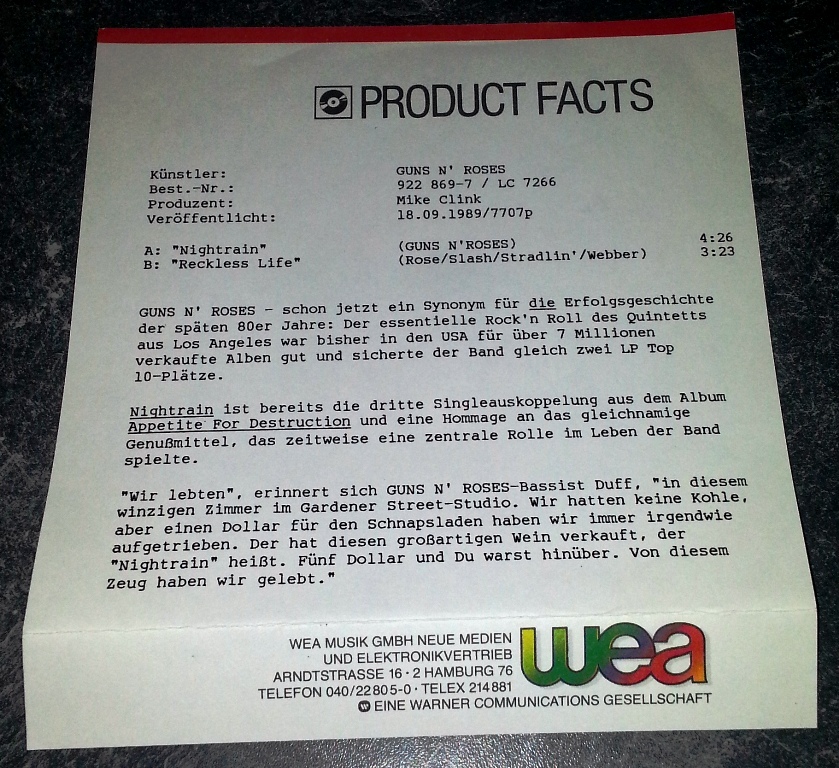 PRODUCT FACTS
Künstler: GUNS N' ROSES
Best.-Nr.: 922 869-7 / LC 7266
Produzent: Mike Clink
Veröffentlicht: 18.09.1989/7707p
A: "Nightrain" (GUNS N'ROSES) 4:26
B: "Reckless Life" (Rose/Slash/Stradlin'/Webber) 3:23
GUNS N' ROSES - schon jetzt ein Synonym für die Erfolgsgeschichte
der späten 80er Jahre: Der essentielle Rock'n Roll des Quintetts
aus Los Angeles war bisher in den USA für über 7 Millionen
verkaufte Alben gut und sicherte der Band gleich zwei LP Top
10-Plätze.
Nightrain ist bereits die dritte Singleauskoppelung aus dem Album
Appetite For Destruction und eine Hommage an das gleichnamige
Genußmittel, das zeitweise eine zentrale Rolle im Leben der Band
spielte.
"Wir lebten", erinnert sich GUNS N' ROSES-Bassist Duff, "in diesem
winzigen Zimmer im Gardener Street-Studio. Wir hatten keine Kohle,
aber einen Dollar für den Schnapsladen haben wir immer irgendwie
aufgetrieben. Der hat diesen großartigen Wein verkauft, der
"Nightrain" heißt. Fünf Dollar und Du warst hinüber. Von diesem
Zeug haben wir gelebt."
WEA MUSIK GMBH NEUE MEDIEN
UND ELEKTRONIKVERTRIEB
ARNDTSTRASSE 16 · 2 HAMBURG 76
TELEFON 040/22805-0 · TELEX 214881
EINE WARNER COMMUNICATIONS GESELLSCHAFT
wea